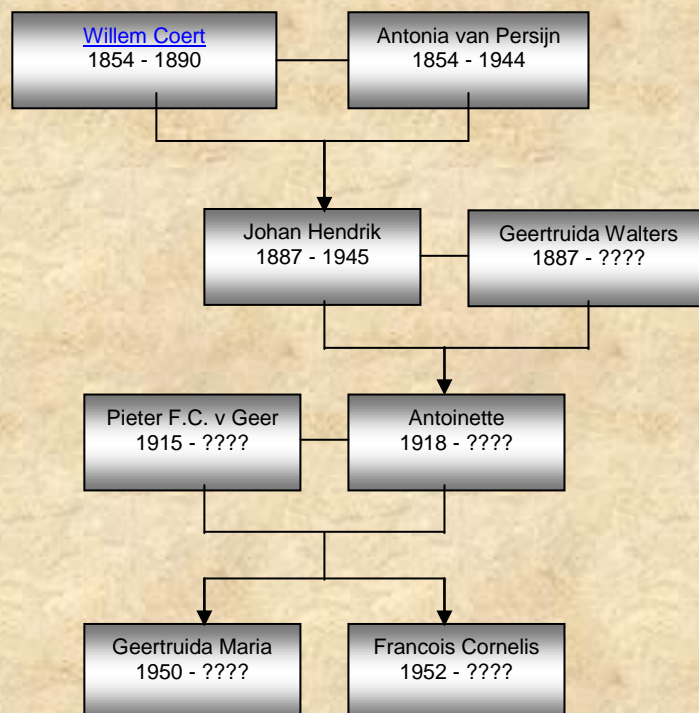 Willem Coert
1854 - 1890
Antonia van Persijn
1854 - 1944
Johan Hendrik
1887 - 1945
Geertruida Walters
1887 - ????
Pieter F.C. v Geer
1915 - ????
Antoinette
1918 - ????
Geertruida Maria
1950 - ????
Francois Cornelis
1952 - ????